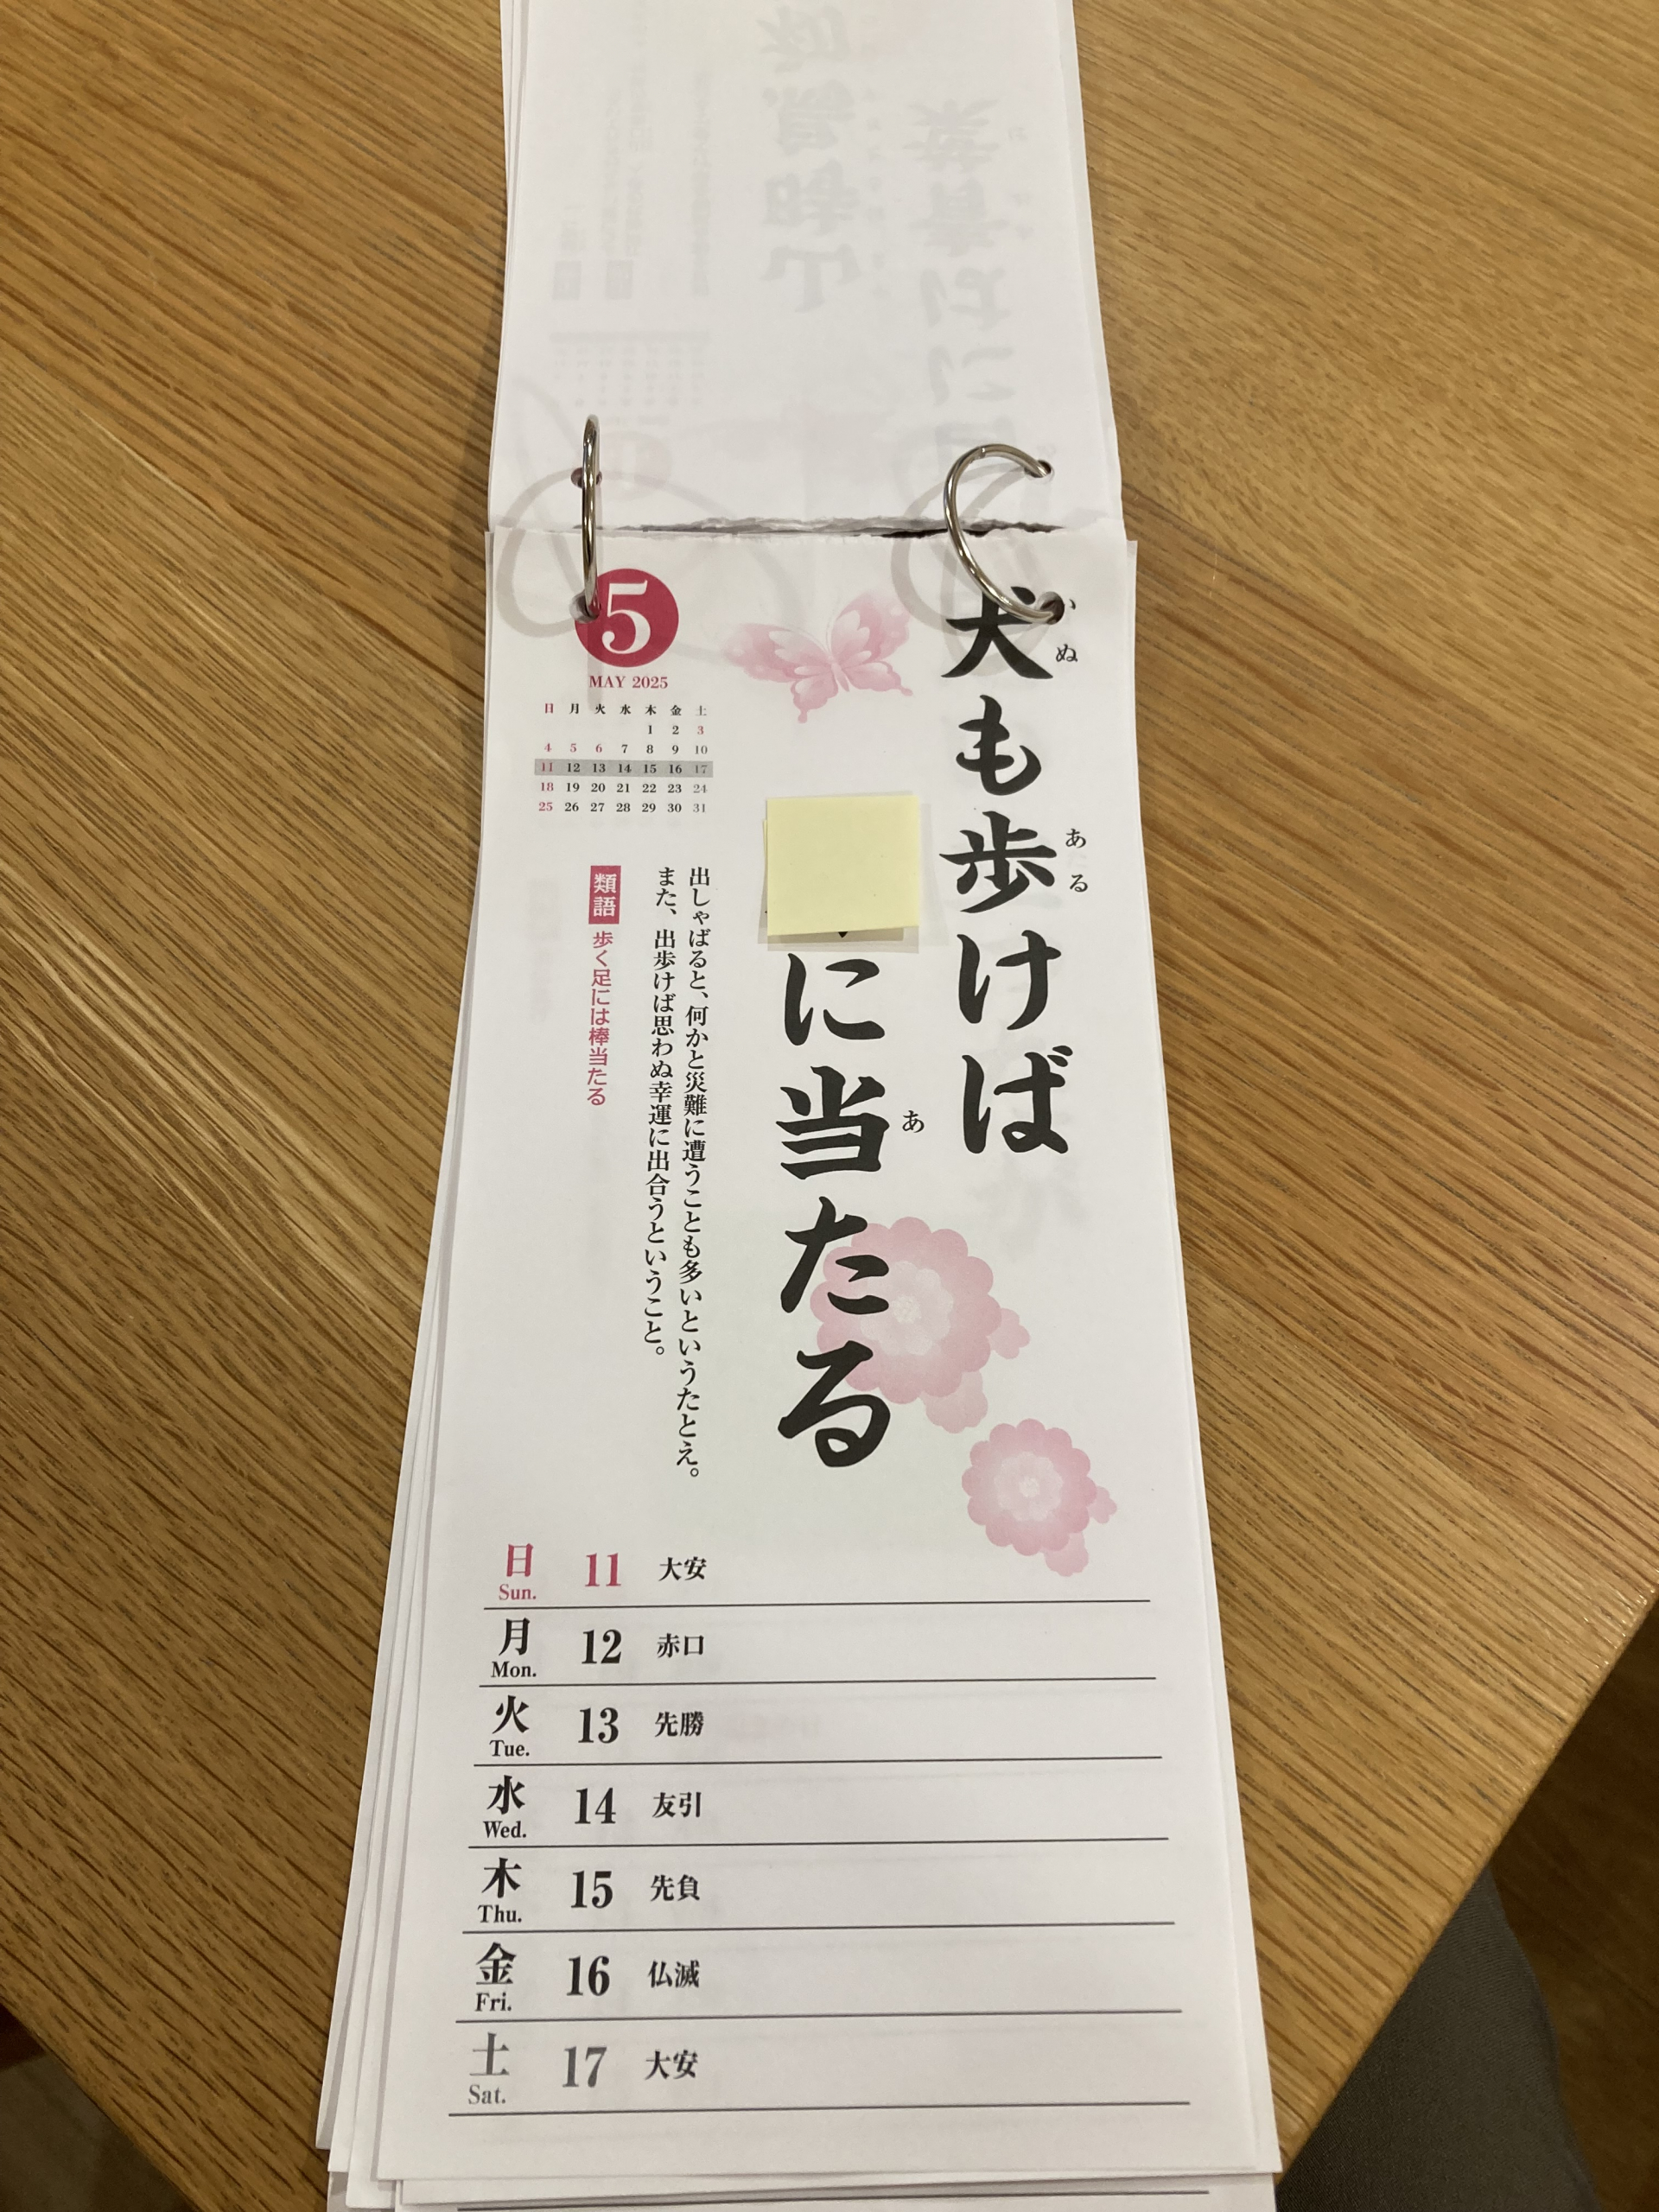 犬も歩けば
いぬ
ある
に当たる
あ
出しゃばると、何かと災難に遭うことも多いというたとえ。
また、出歩けば思わぬ幸運に出合うということ。
類語 歩く足には棒当たる
5
MAY 2025
日 月 火 水 木 金 土
1 2 3
4 5 6 7 8 9 10
11 12 13 14 15 16 17
18 19 20 21 22 23 24
25 26 27 28 29 30 31
日 Sun. 11 大安
月 Mon. 12 赤口
火 Tue. 13 先勝
水 Wed. 14 友引
木 Thu. 15 先負
金 Fri. 16 仏滅
土 Sat. 17 大安